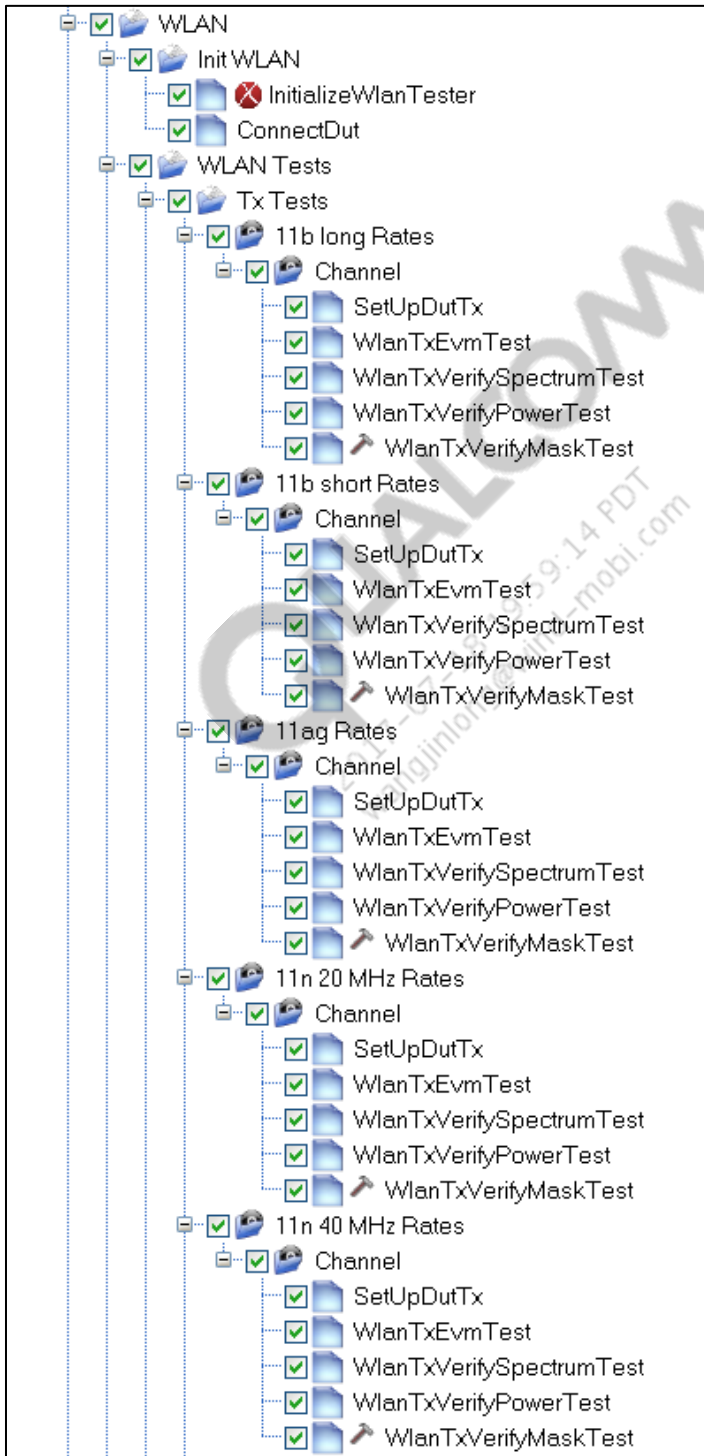 WLAN
Init WLAN
InitializeWlanTester
ConnectDut
WLAN Tests
Tx Tests
11b long Rates
Channel
SetUpDutTx
WlanTxEvmTest
WlanTxVerifySpectrumTest
WlanTxVerifyPowerTest
WlanTxVerifyMaskTest
11b short Rates
Channel
SetUpDutTx
WlanTxEvmTest
WlanTxVerifySpectrumTest
WlanTxVerifyPowerTest
WlanTxVerifyMaskTest
11ag Rates
Channel
SetUpDutTx
WlanTxEvmTest
WlanTxVerifySpectrumTest
WlanTxVerifyPowerTest
WlanTxVerifyMaskTest
11n 20 MHz Rates
Channel
SetUpDutTx
WlanTxEvmTest
WlanTxVerifySpectrumTest
WlanTxVerifyPowerTest
WlanTxVerifyMaskTest
11n 40 MHz Rates
Channel
SetUpDutTx
WlanTxEvmTest
WlanTxVerifySpectrumTest
WlanTxVerifyPowerTest
WlanTxVerifyMaskTest
QUALCOM
PDT